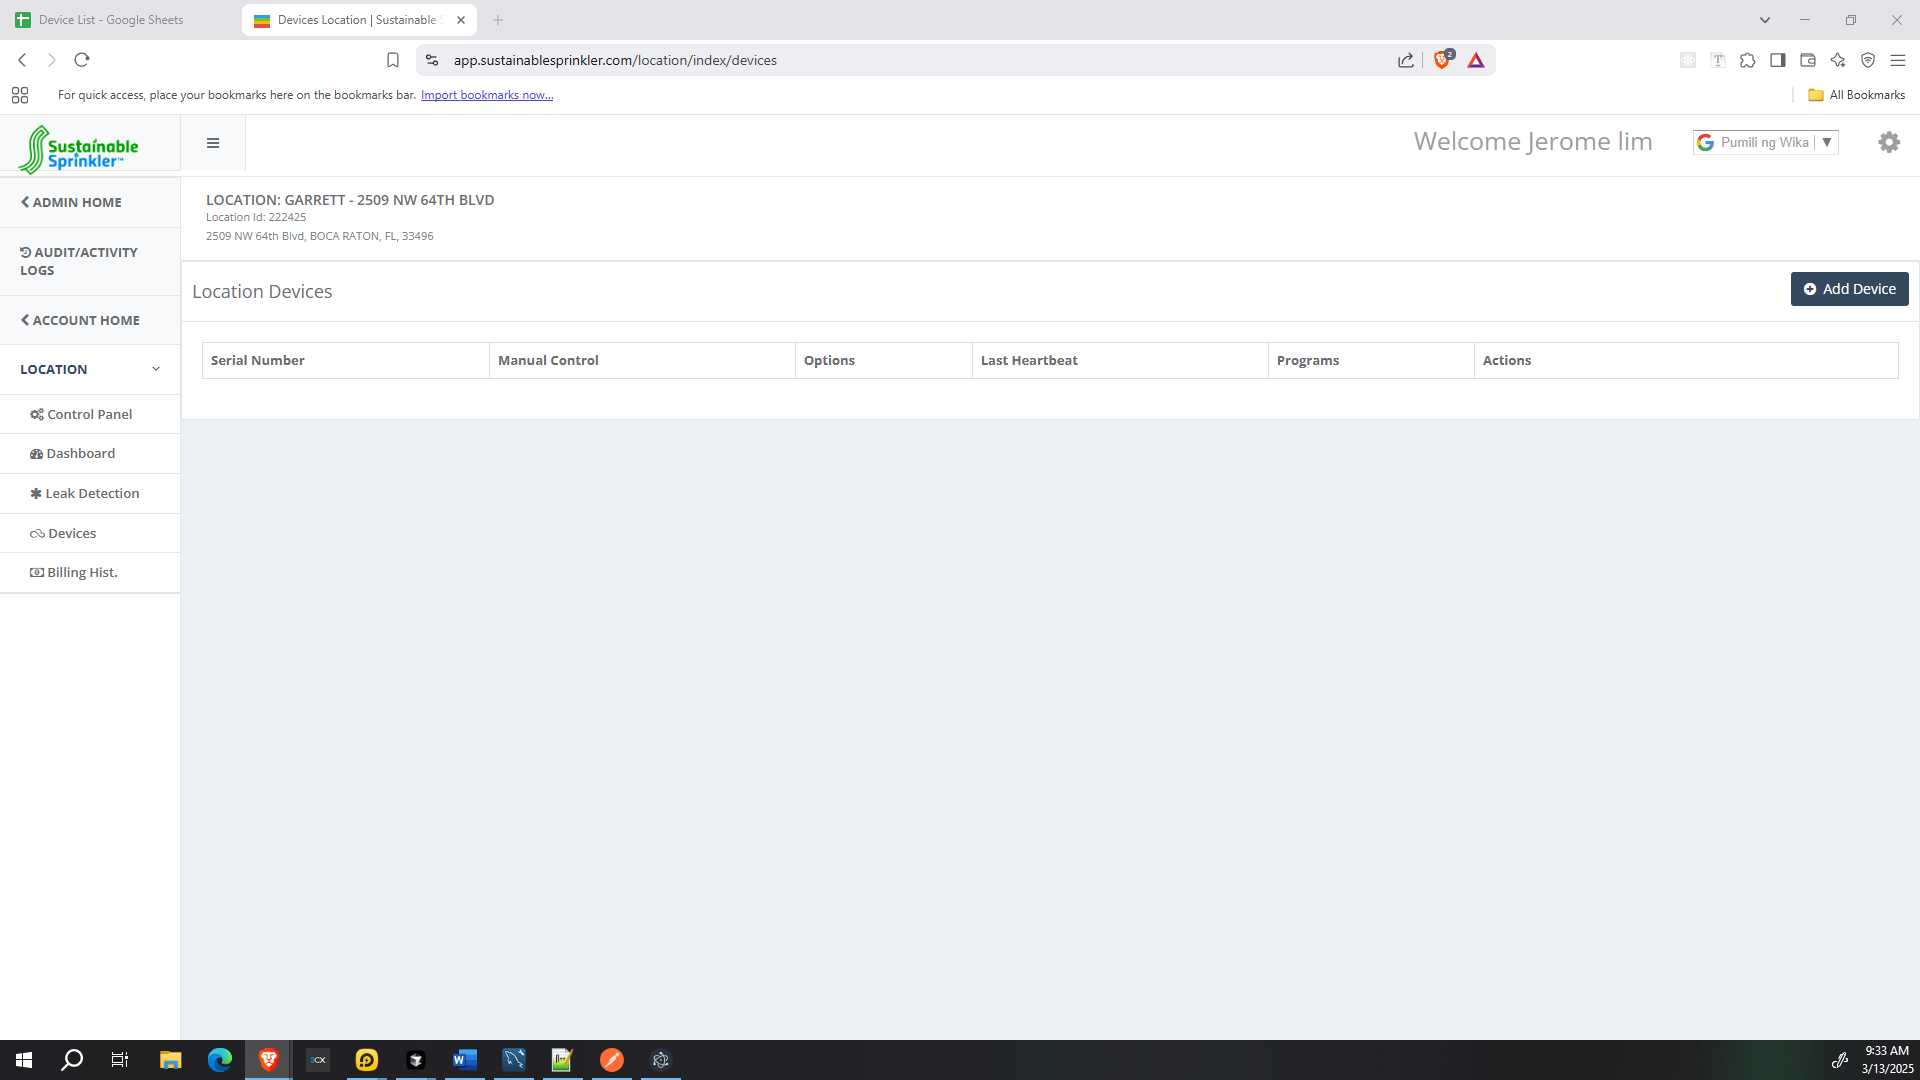 Device List - Google Sheets
Devices Location | Sustainable S
app.sustainablesprinkler.com/location/index/devices
2
For quick access, place your bookmarks here on the bookmarks bar. Import bookmarks now...
All Bookmarks
Sustainable
Sprinkler™
Welcome Jerome lim
Pumili ng Wika
ADMIN HOME
AUDIT/ACTIVITY
LOGS
ACCOUNT HOME
LOCATION
Control Panel
Dashboard
Leak Detection
Devices
Billing Hist.
LOCATION: GARRETT - 2509 NW 64TH BLVD
Location Id: 222425
2509 NW 64th Blvd, BOCA RATON, FL, 33496
Location Devices
Add Device
Serial Number Manual Control Options Last Heartbeat Programs Actions
3CX
9:33 AM
3/13/2025